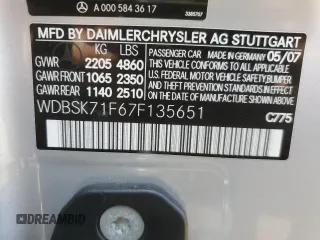 A 000 584 36 17
MFD. BY DAIMLERCHRYSLER AG STUTTGART
KG LBS PASSENGER CAR MADE IN GERMANY 05/07
GVWR 2205 4860
GAWR FRONT 1065 2350
GAWR REAR 1140 2510
THIS VEHICLE CONFORMS TO ALL APPLICABLE U.S. FEDERAL MOTOR VEHICLE SAFETY/BUMPER AND THEFT PREVENTION STANDARDS IN EFFECT ON THE DATE OF MANUFACTURE SHOWN ABOVE
WDBSK71F67F135651
C775
DREAMBID